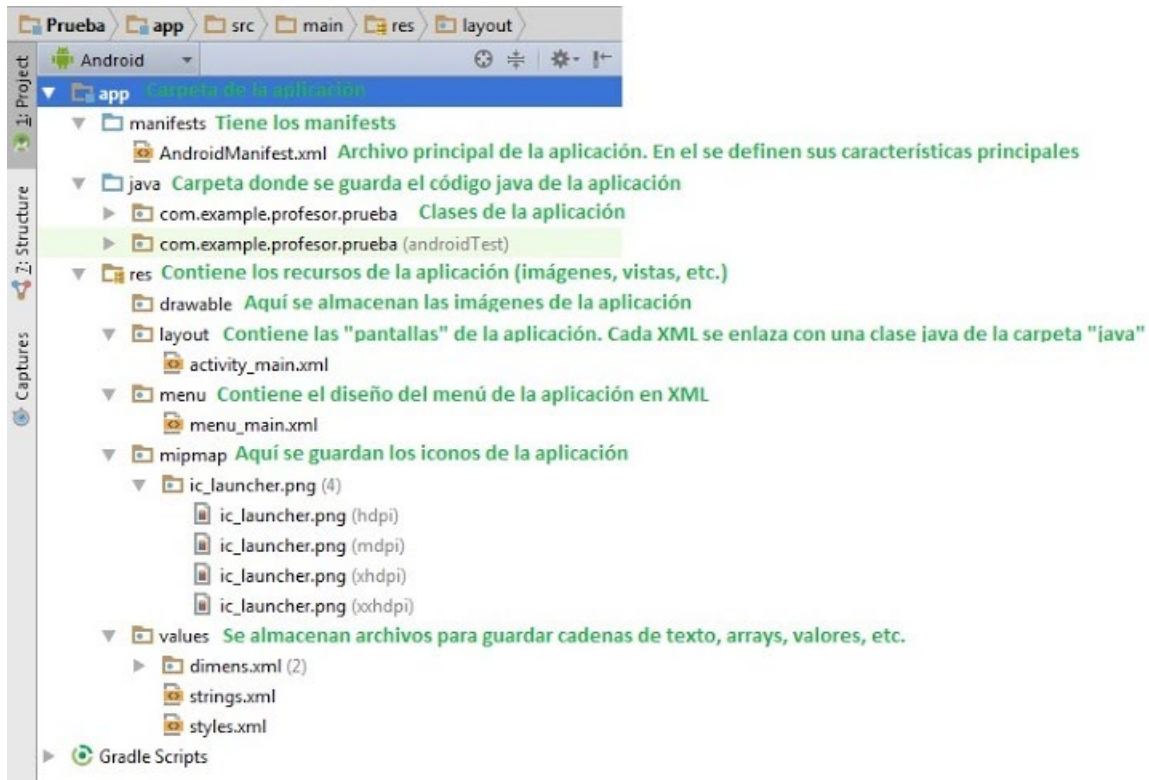 Prueba app src main res layout
Android
1: Project
7: Structure
Captures
app Carpeta de la aplicación
manifests Tiene los manifests
AndroidManifest.xml Archivo principal de la aplicación. En el se definen sus características principales
java Carpeta donde se guarda el código java de la aplicación
com.example.profesor.prueba Clases de la aplicación
com.example.profesor.prueba (androidTest)
res Contiene los recursos de la aplicación (imágenes, vistas, etc.)
drawable Aquí se almacenan las imágenes de la aplicación
layout Contiene las "pantallas" de la aplicación. Cada XML se enlaza con una clase java de la carpeta "java"
activity_main.xml
menu Contiene el diseño del menú de la aplicación en XML
menu_main.xml
mipmap Aquí se guardan los iconos de la aplicación
ic_launcher.png (4)
ic_launcher.png (hdpi)
ic_launcher.png (mdpi)
ic_launcher.png (xhdpi)
ic_launcher.png (xxhdpi)
values Se almacenan archivos para guardar cadenas de texto, arrays, valores, etc.
dimens.xml (2)
strings.xml
styles.xml
Gradle Scripts